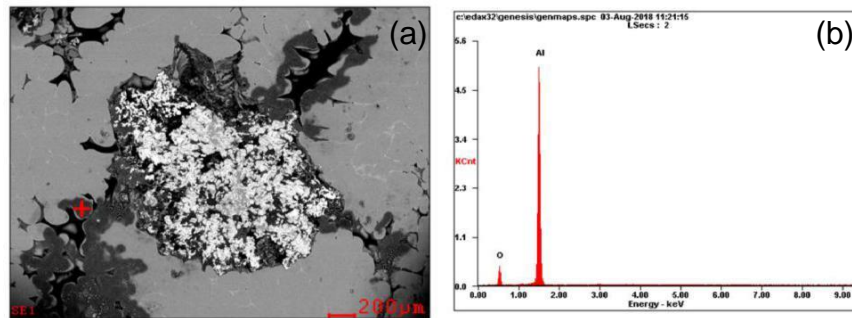 (a)
SE1
200µm
(b)
c:\edax32\genesis\genmaps.spc 03-Aug-2018 11:21:15
LSecs : 2
5.6
4.5
3.4
KCnt
2.3
1.1
0.0
Al
O
0.00 1.00 2.00 3.00 4.00 5.00 6.00 7.00 8.00 9.00
Energy - keV